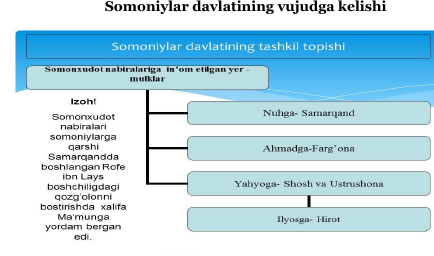 Somoniylar davlatining vujudga kelishi
Somoniylar davlatining tashkil topishi
Somonxudot nabiralariga in'om etilgan yer -
mulklar
Izoh!
Somonxudot
nabiralari
somoniylarga
qarshi
Samarqandda
boshlangan Rofe
ibn Lays
boshchiligdagi
qozg'olonni
bostirishda xalifa
Ma'munga
yordam bergan
edi.
Nuhga- Samarqand
Ahmadga-Farg'ona
Yahyoga- Shosh va Ustrushona
Ilyosga- Hirot